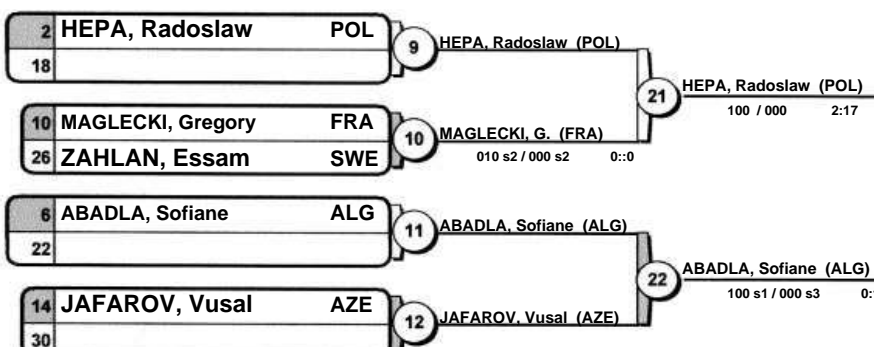 2 HEPA, Radoslaw POL
18
9 HEPA, Radoslaw (POL)
10 MAGLECKI, Gregory FRA
26 ZAHLAN, Essam SWE
10 MAGLECKI, G. (FRA)
010 s2 / 000 s2 0::0
21 HEPA, Radoslaw (POL)
100 / 000 2:17
6 ABADLA, Sofiane ALG
22
11 ABADLA, Sofiane (ALG)
14 JAFAROV, Vusal AZE
30
12 JAFAROV, Vusal (AZE)
22 ABADLA, Sofiane (ALG)
100 s1 / 000 s3